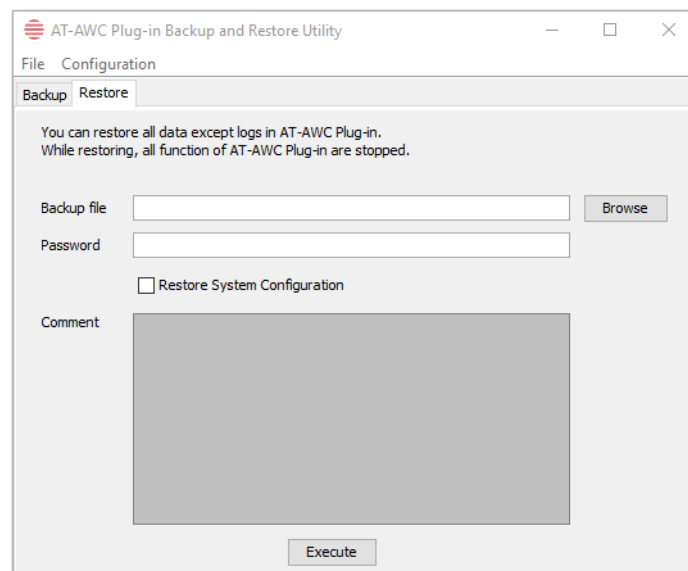 AT-AWC Plug-in Backup and Restore Utility
File Configuration
Backup Restore
You can restore all data except logs in AT-AWC Plug-in.
While restoring, all function of AT-AWC Plug-in are stopped.
Backup file Browse
Password
Restore System Configuration
Comment
Execute